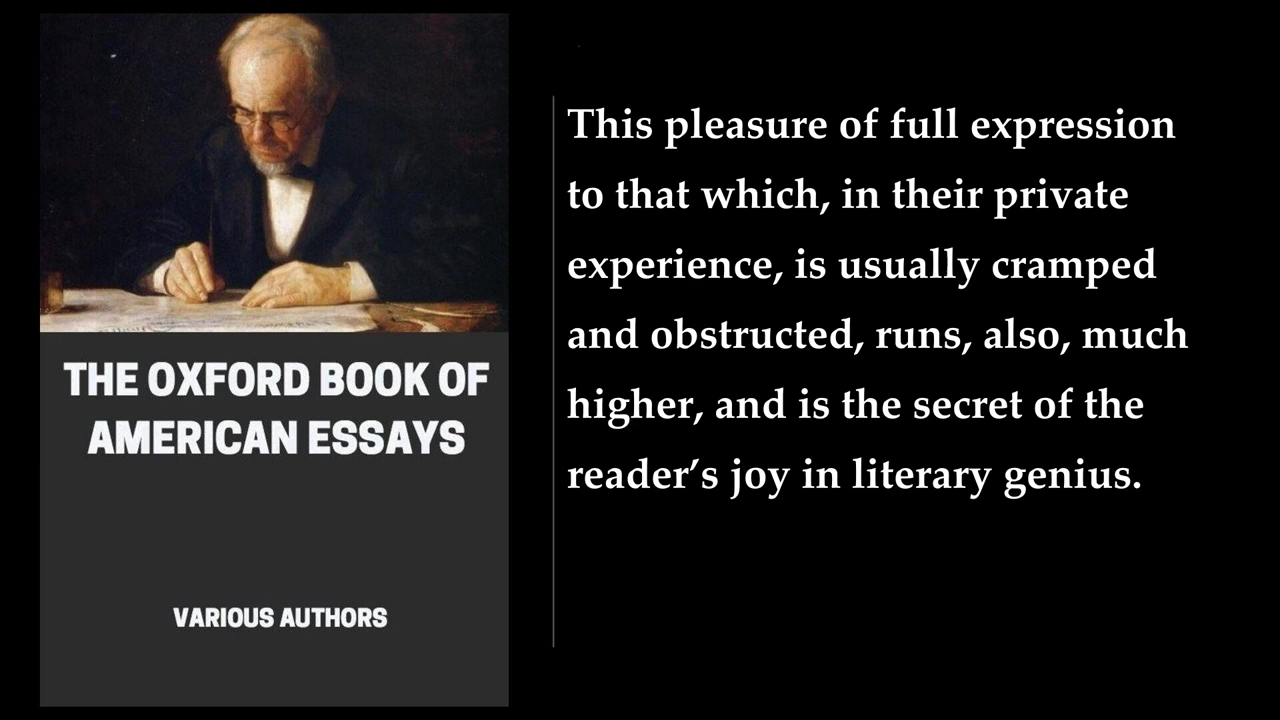 THE OXFORD BOOK OF
AMERICAN ESSAYS
VARIOUS AUTHORS
This pleasure of full expression
to that which, in their private
experience, is usually cramped
and obstructed, runs, also, much
higher, and is the secret of the
reader’s joy in literary genius.